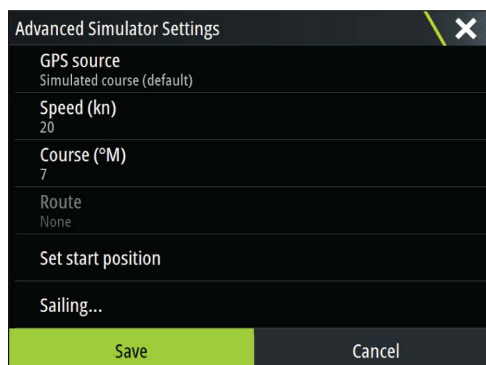 Advanced Simulator Settings
GPS source
Simulated course (default)
Speed (kn)
20
Course (°M)
7
Route
None
Set start position
Sailing...
Save
Cancel